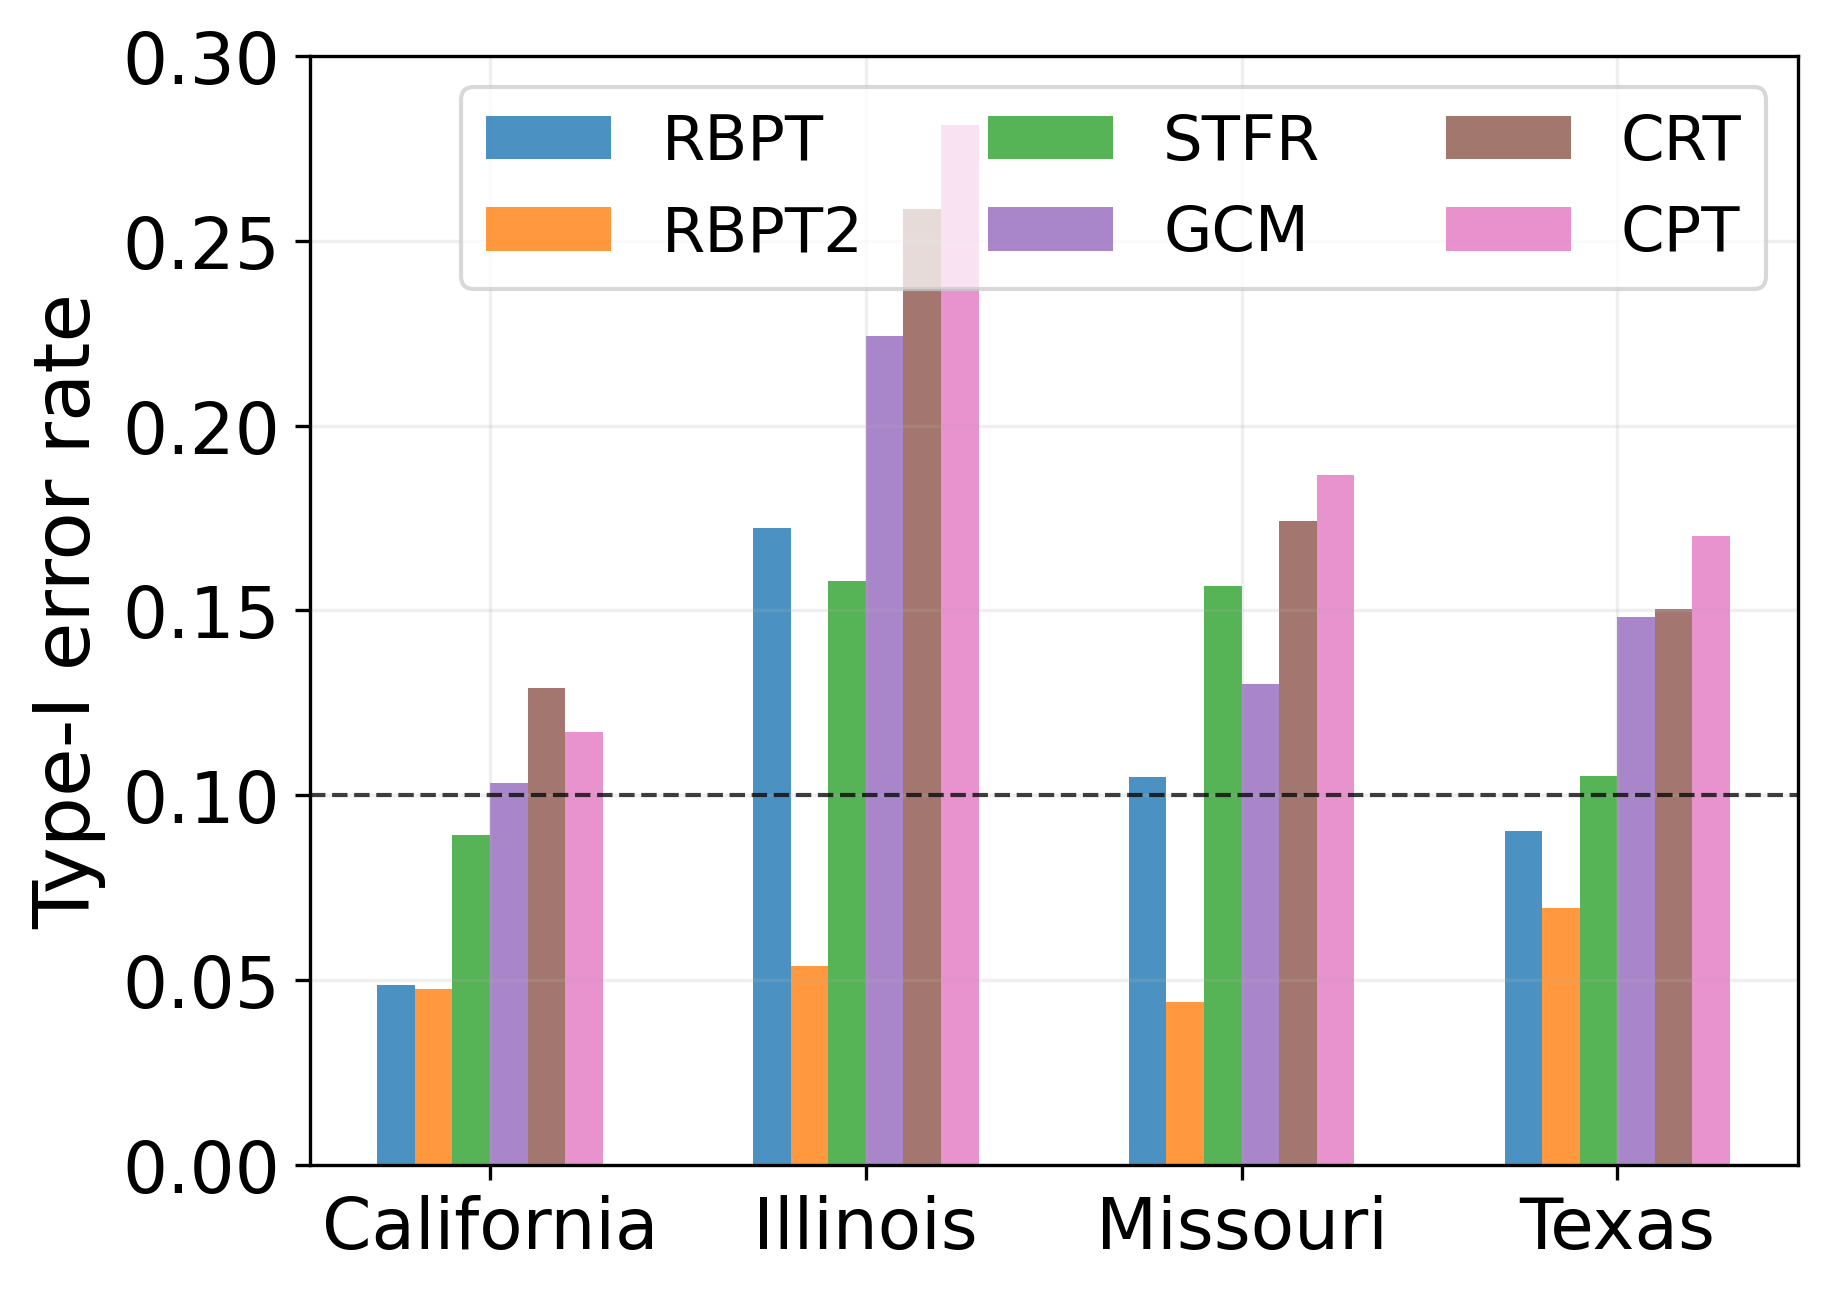 Type-I error rate
0.30
0.25
0.20
0.15
0.10
0.05
0.00
RBPT
RBPT2
STFR
GCM
CRT
CPT
California
Illinois
Missouri
Texas